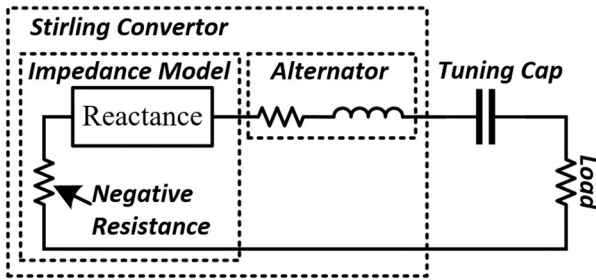 Stirling Convertor
Impedance Model
Alternator
Tuning Cap
Reactance
Load
Negative
Resistance